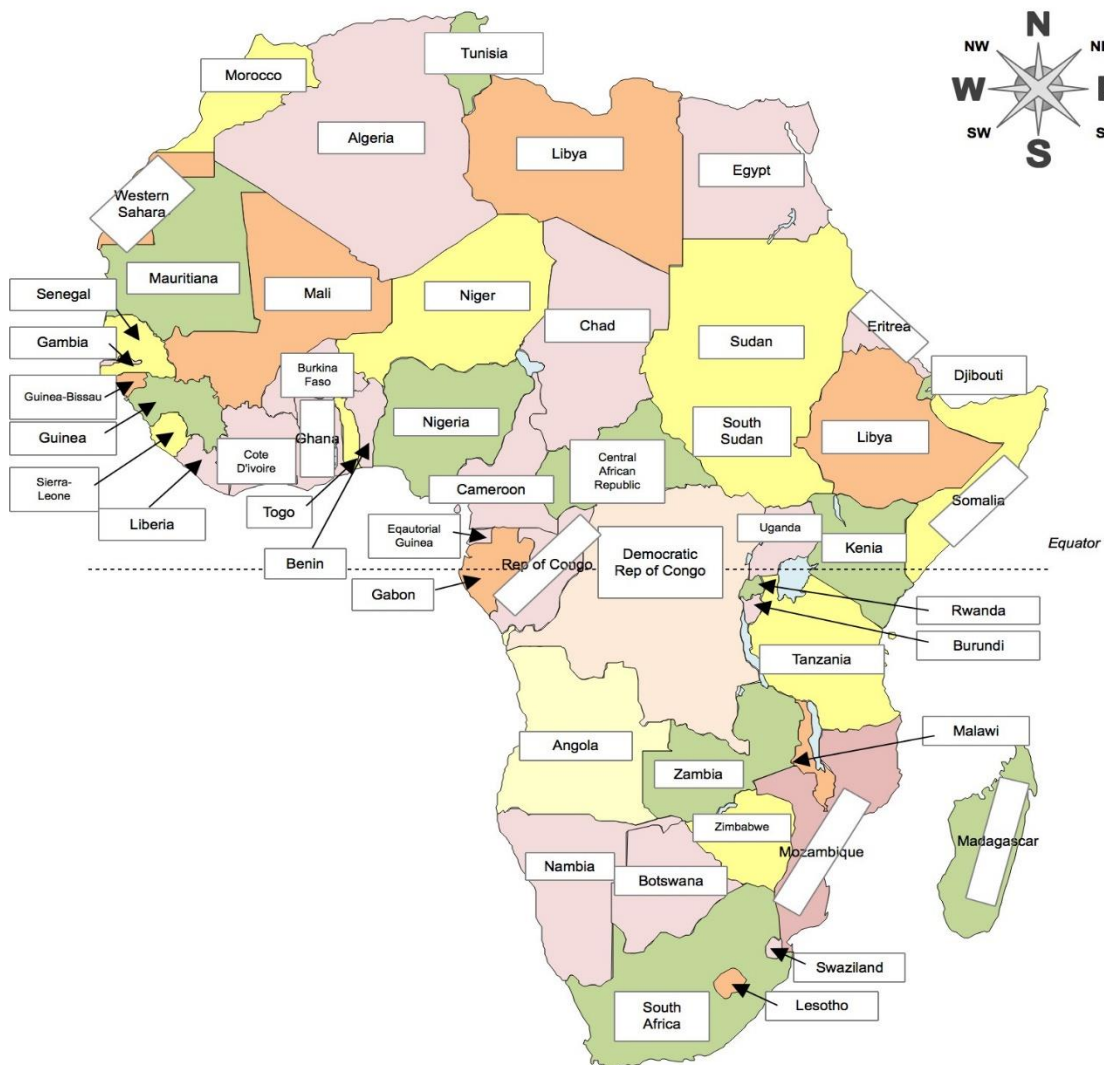 N
NW
NE
W
E
SW
S
S
Tunisia
Morocco
Algeria
Libya
Egypt
Western
Sahara
Mauritiana
Mali
Niger
Chad
Sudan
Eritrea
Senegal
Gambia
Guinea-Bissau
Guinea
Sierra-
Leone
Liberia
Burkina
Faso
Ghana
Cote
D'ivoire
Togo
Benin
Nigeria
Cameroon
Central
African
Republic
South
Sudan
Libya
Djibouti
Somalia
Eqautorial
Guinea
Gabon
Rep of Congo
Democratic
Rep of Congo
Uganda
Kenia
Equator
Rwanda
Burundi
Tanzania
Malawi
Angola
Zambia
Zimbabwe
Mozambique
Madagascar
Nambia
Botswana
Swaziland
Lesotho
South
Africa